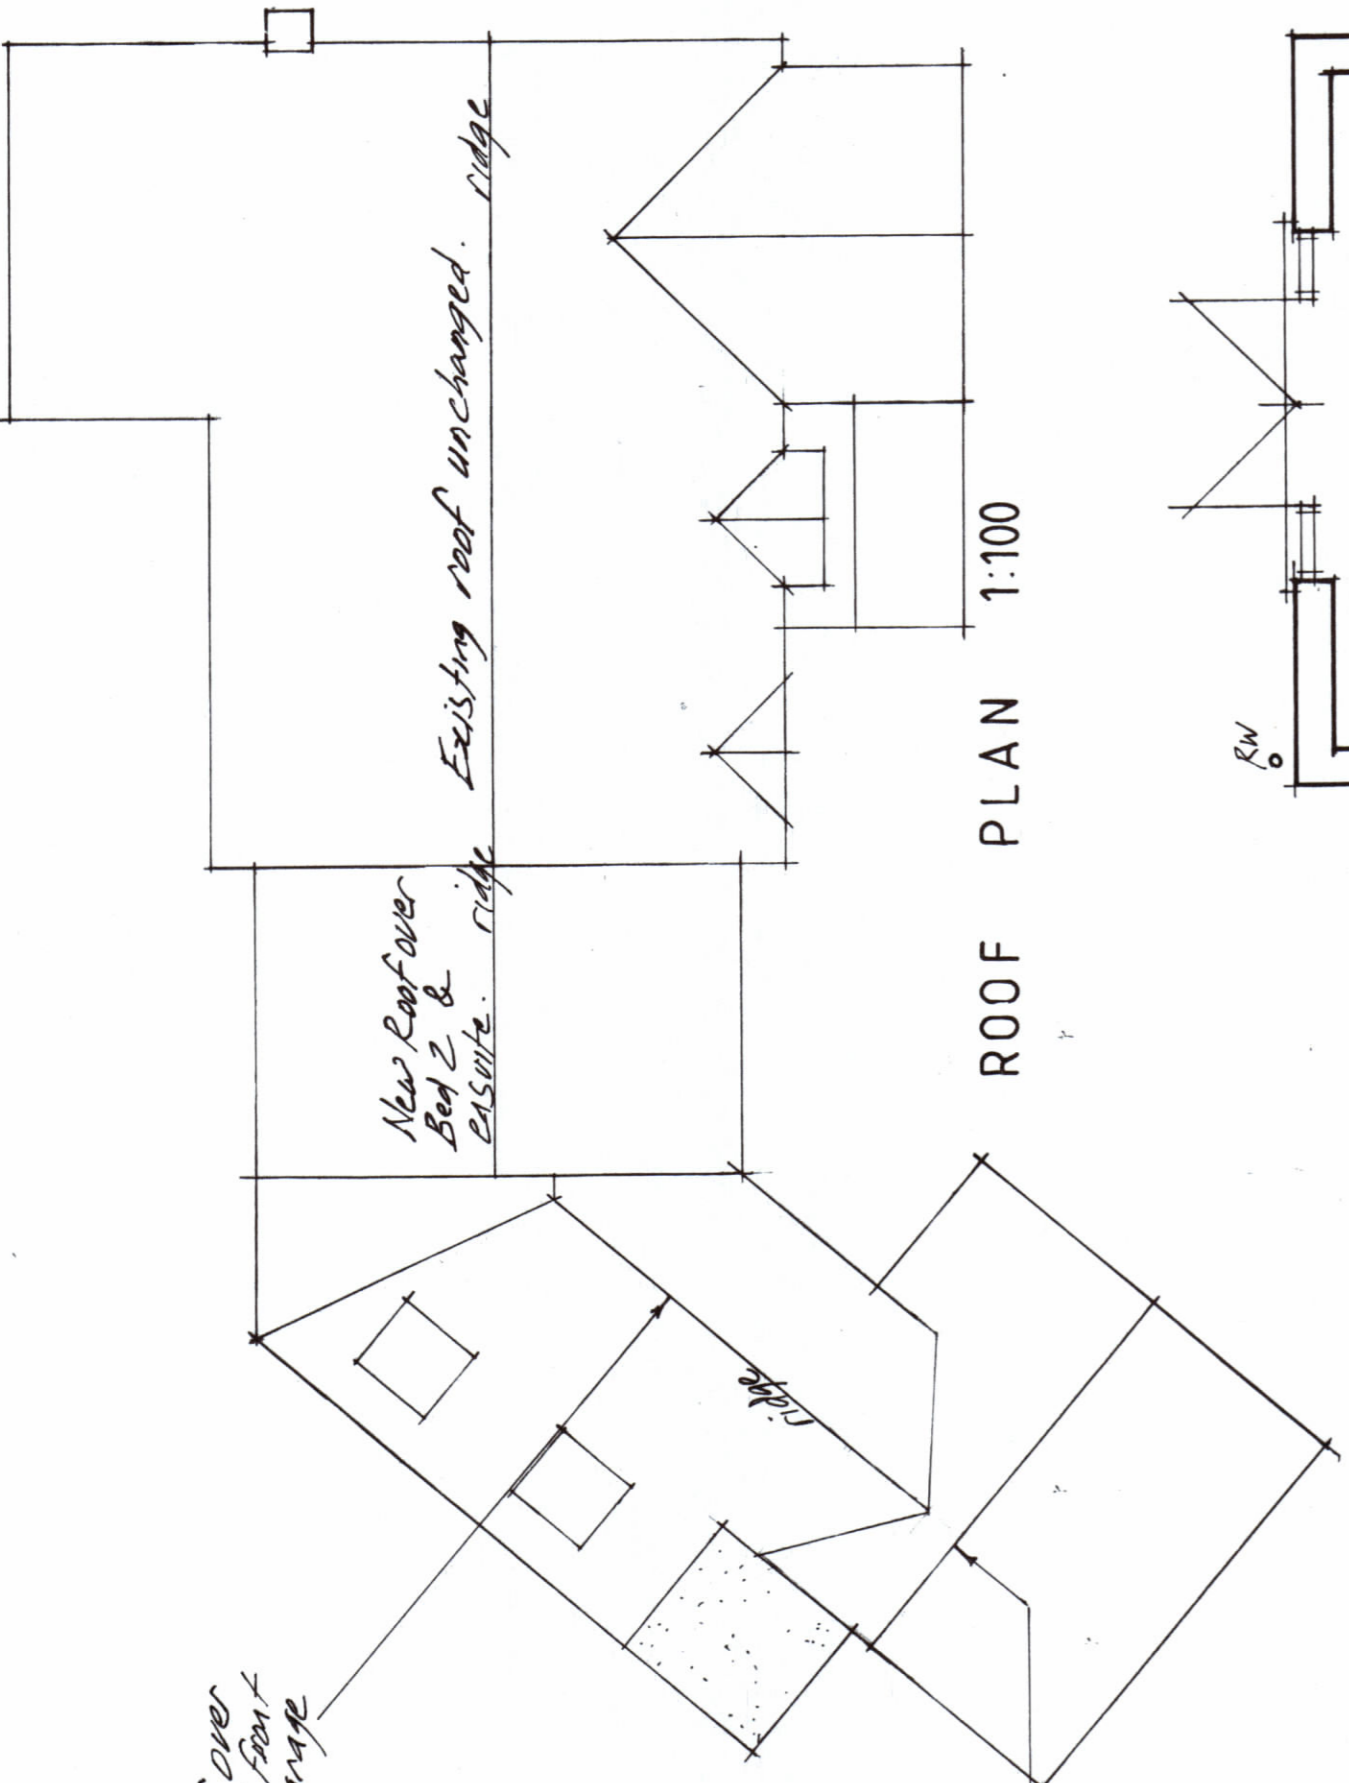 ridge
Existing roof unchanged.
ridge
New Roof over
Bed 2 &
ensuite.
ROOF PLAN 1:100
RW
ridge
over
front